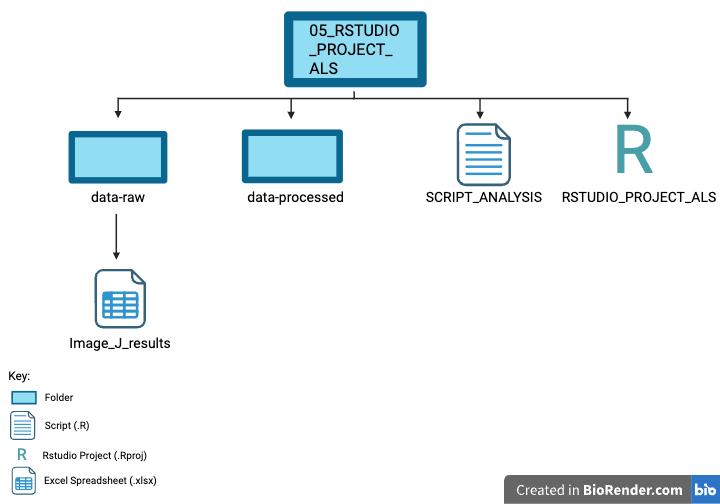 05_RSTUDIO
_PROJECT_
ALS
data-raw
data-processed
SCRIPT_ANALYSIS
R
RSTUDIO_PROJECT_ALS
Image_J_results
Key:
Folder
Script (.R)
R
Rstudio Project (.Rproj)
Excel Spreadsheet (.xlsx)
Created in BioRender.com
bio